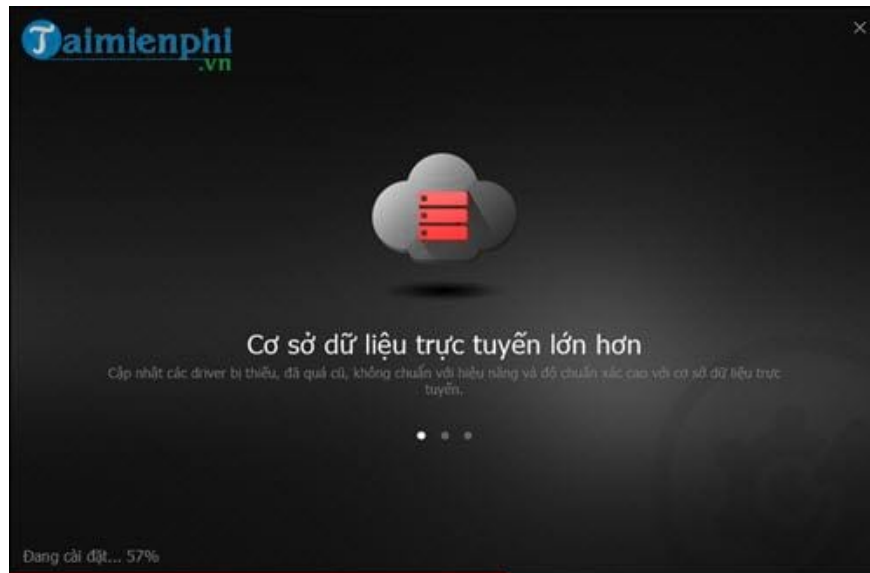 Taimienphi
.vn
Cơ sở dữ liệu trực tuyến lớn hơn
Cập nhật các driver bị thiếu, đã quá cũ, không chuẩn với hiệu năng và độ chuẩn xác cao với cơ sở dữ liệu trực
tuyến.
Đang cài đặt... 57%